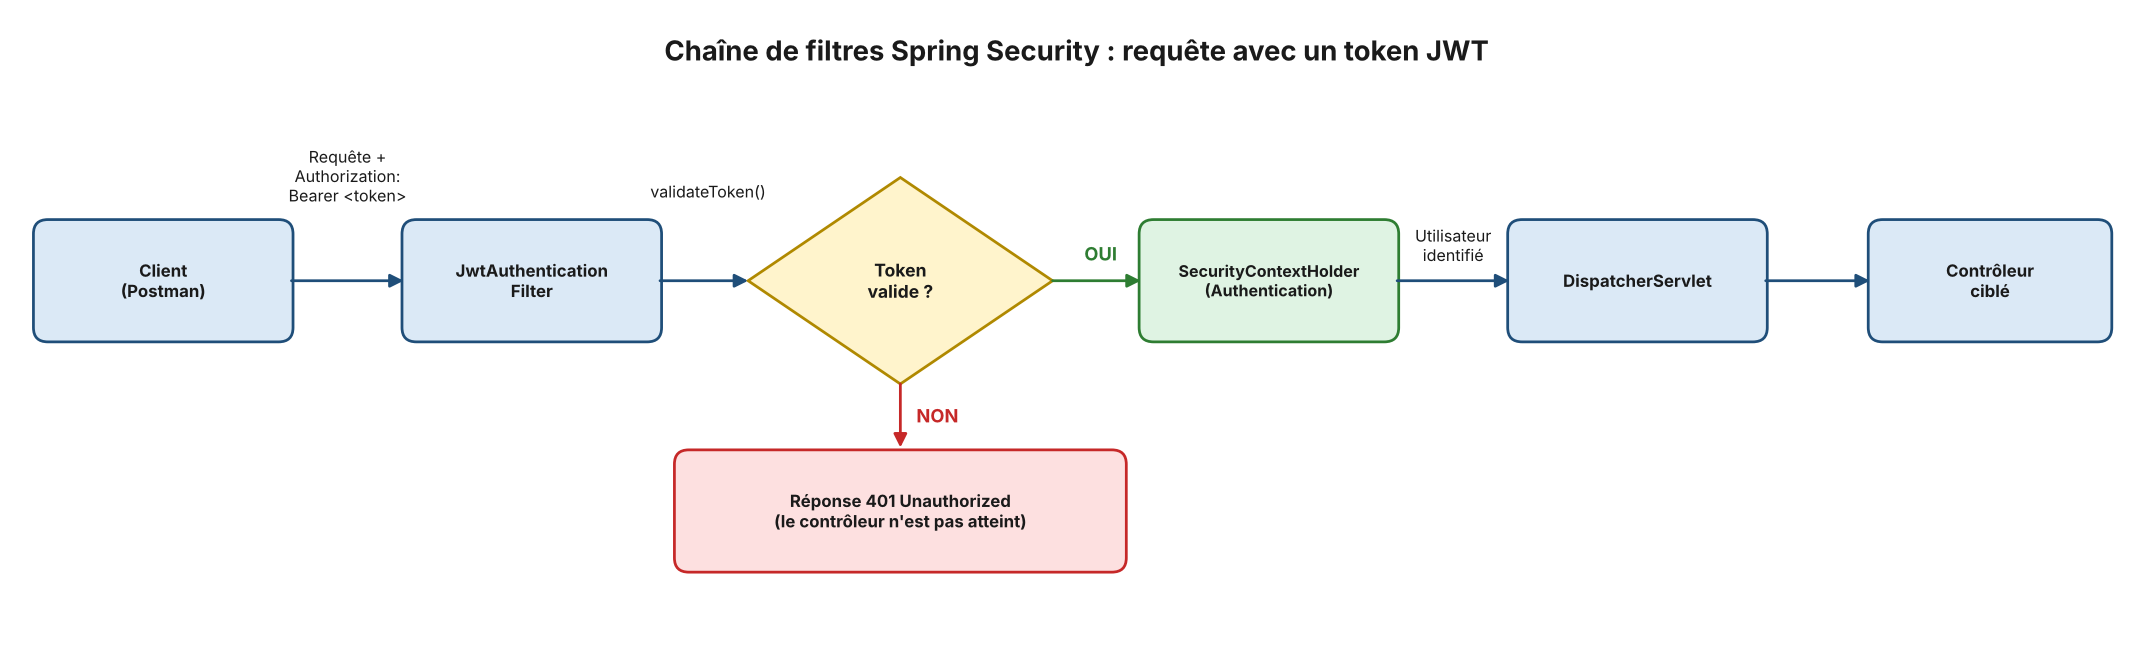 Chaîne de filtres Spring Security : requête avec un token JWT
Requête +
Authorization:
Bearer <token>
validateToken()
Client
(Postman)
JwtAuthentication
Filter
Token
valide ?
OUI
SecurityContextHolder
(Authentication)
Utilisateur
identifié
DispatcherServlet
Contrôleur
ciblé
NON
Réponse 401 Unauthorized
(le contrôleur n'est pas atteint)